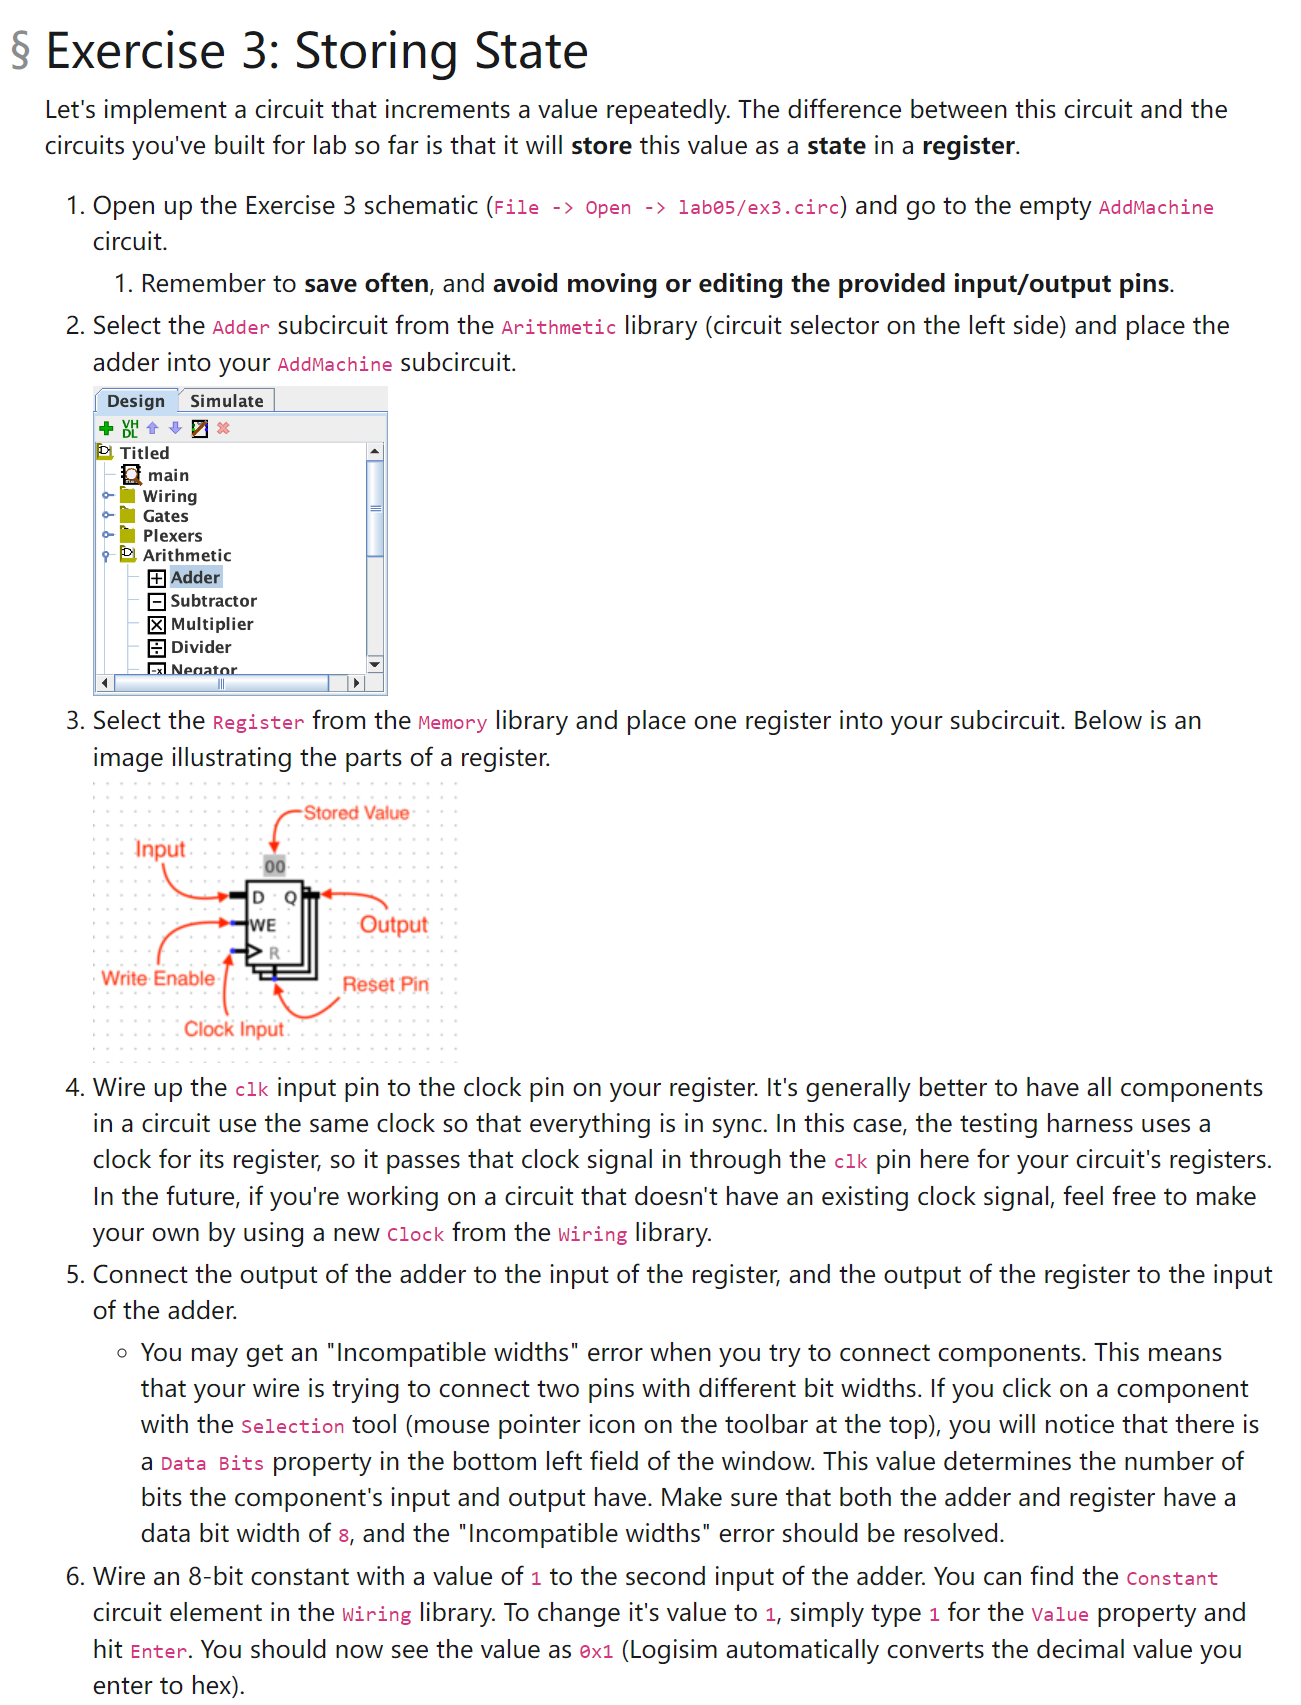 § Exercise 3: Storing State
Let's implement a circuit that increments a value repeatedly. The difference between this circuit and the
circuits you've built for lab so far is that it will store this value as a state in a register.
1. Open up the Exercise 3 schematic (File -> Open -> lab05/ex3.circ) and go to the empty AddMachine
circuit.
1. Remember to save often, and avoid moving or editing the provided input/output pins.
2. Select the Adder subcircuit from the Arithmetic library (circuit selector on the left side) and place the
adder into your AddMachine subcircuit.
Design Simulate
VHDL
Titled
main
Wiring
Gates
Plexers
Arithmetic
Adder
Subtractor
Multiplier
Divider
Negator
3. Select the Register from the Memory library and place one register into your subcircuit. Below is an
image illustrating the parts of a register.
Stored Value
Input
00
D Q
WE
Output
R
Write Enable
Reset Pin
Clock Input
4. Wire up the clk input pin to the clock pin on your register. It's generally better to have all components
in a circuit use the same clock so that everything is in sync. In this case, the testing harness uses a
clock for its register, so it passes that clock signal in through the clk pin here for your circuit's registers.
In the future, if you're working on a circuit that doesn't have an existing clock signal, feel free to make
your own by using a new Clock from the Wiring library.
5. Connect the output of the adder to the input of the register, and the output of the register to the input
of the adder.
◦ You may get an "Incompatible widths" error when you try to connect components. This means
that your wire is trying to connect two pins with different bit widths. If you click on a component
with the Selection tool (mouse pointer icon on the toolbar at the top), you will notice that there is
a Data Bits property in the bottom left field of the window. This value determines the number of
bits the component's input and output have. Make sure that both the adder and register have a
data bit width of 8, and the "Incompatible widths" error should be resolved.
6. Wire an 8-bit constant with a value of 1 to the second input of the adder. You can find the Constant
circuit element in the Wiring library. To change it's value to 1, simply type 1 for the Value property and
hit Enter. You should now see the value as 0x1 (Logisim automatically converts the decimal value you
enter to hex).